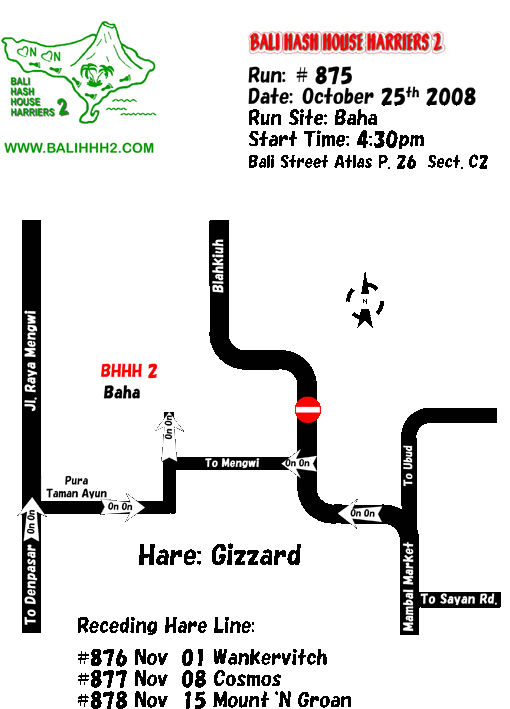 ON ON
BALI
HASH
HOUSE
HARRIERS 2
WWW.BALIHHH2.COM
BALI HASH HOUSE HARRIERS 2
Run: # 875
Date: October 25th 2008
Run Site: Baha
Start Time: 4:30pm
Bali Street Atlas P. 26 Sect. C2
Jl. Raya Mengwi
Blahkiuh
N
BHHH 2
Baha
On On
To Mengwi
On On
To Ubud
Pura
Taman Ayun
On On
On On
On On
To Denpasar
Mambal Market
To Sayan Rd.
Hare: Gizzard
Receding Hare Line:
#876 Nov 01 Wankervitch
#877 Nov 08 Cosmos
#878 Nov 15 Mount 'N Groan